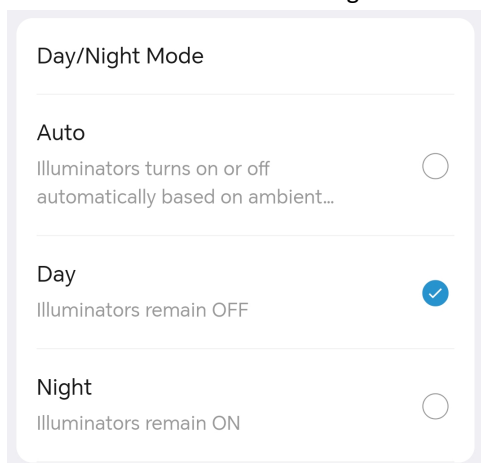 Day/Night Mode
Auto
Illuminators turns on or off
automatically based on ambient...
Day
Illuminators remain OFF
Night
Illuminators remain ON